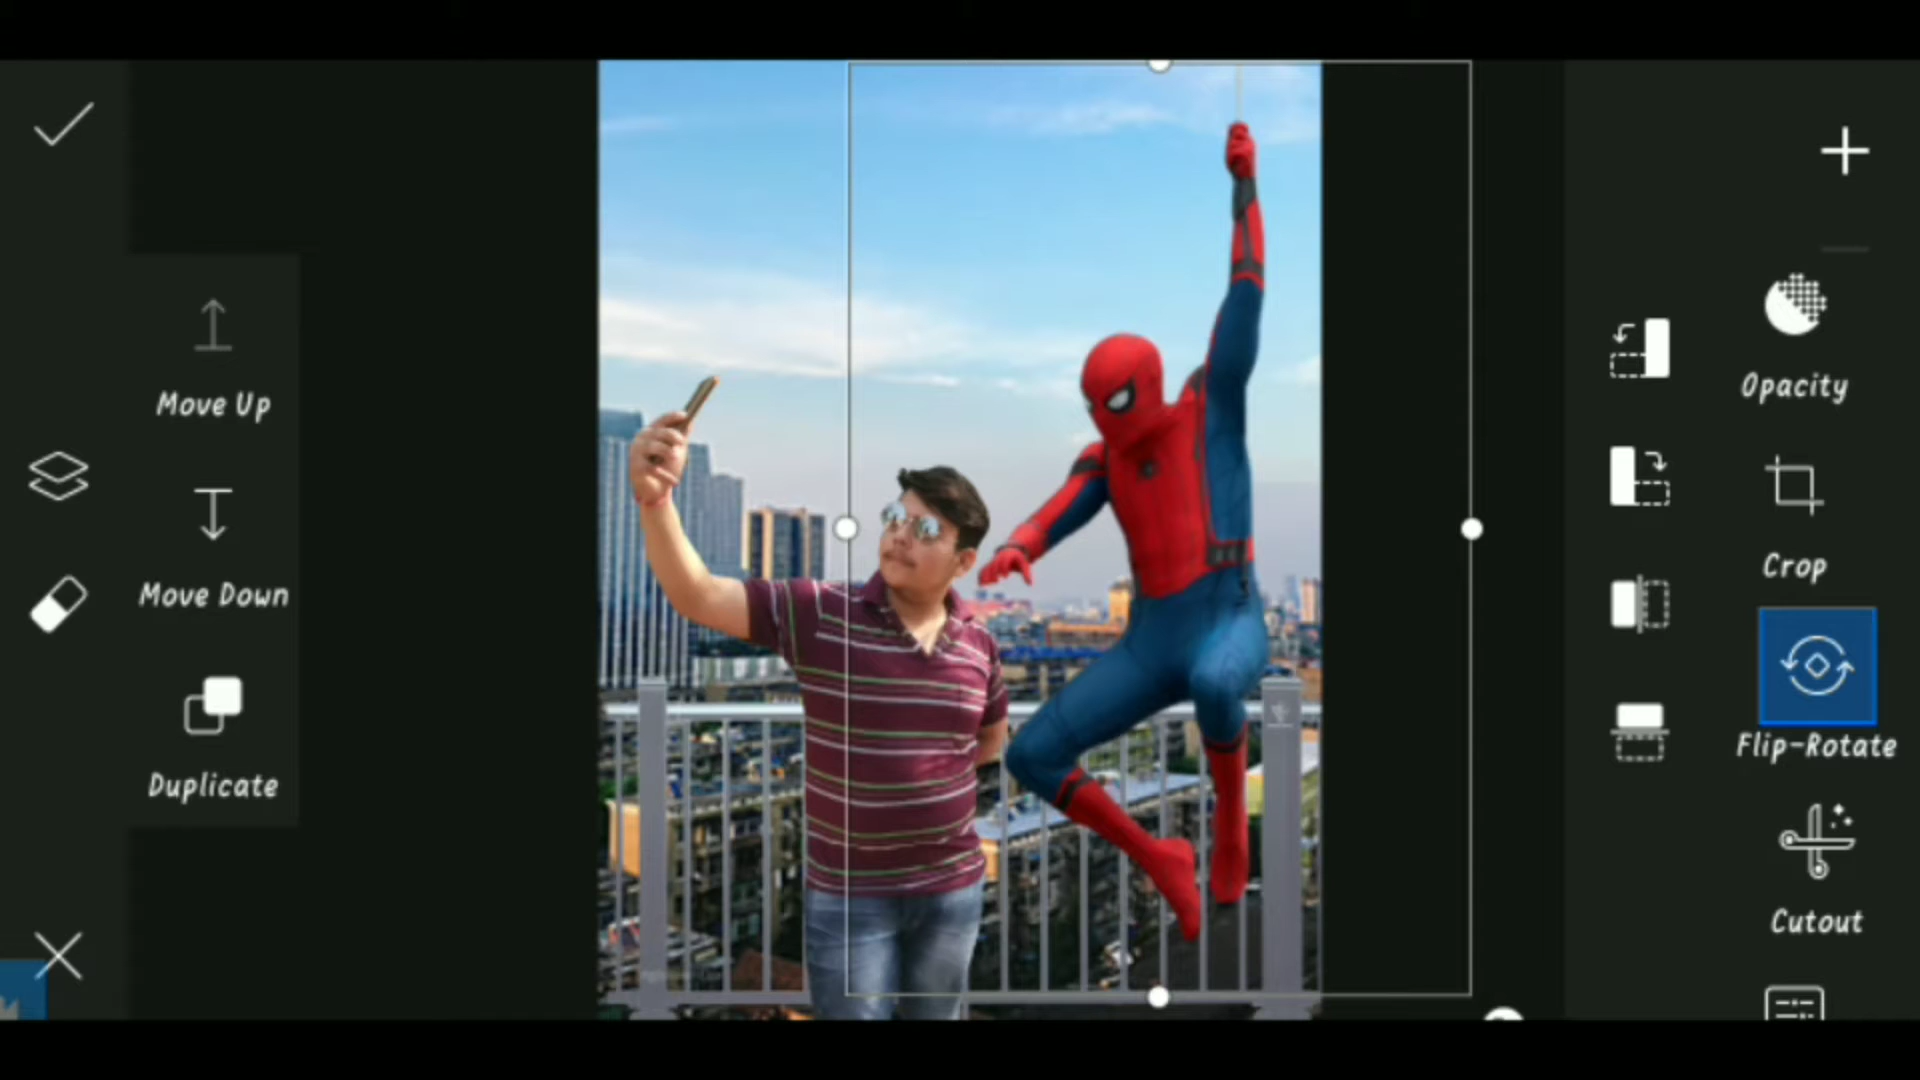 Move Up
Move Down
Duplicate
Opacity
Crop
Flip-Rotate
Cutout